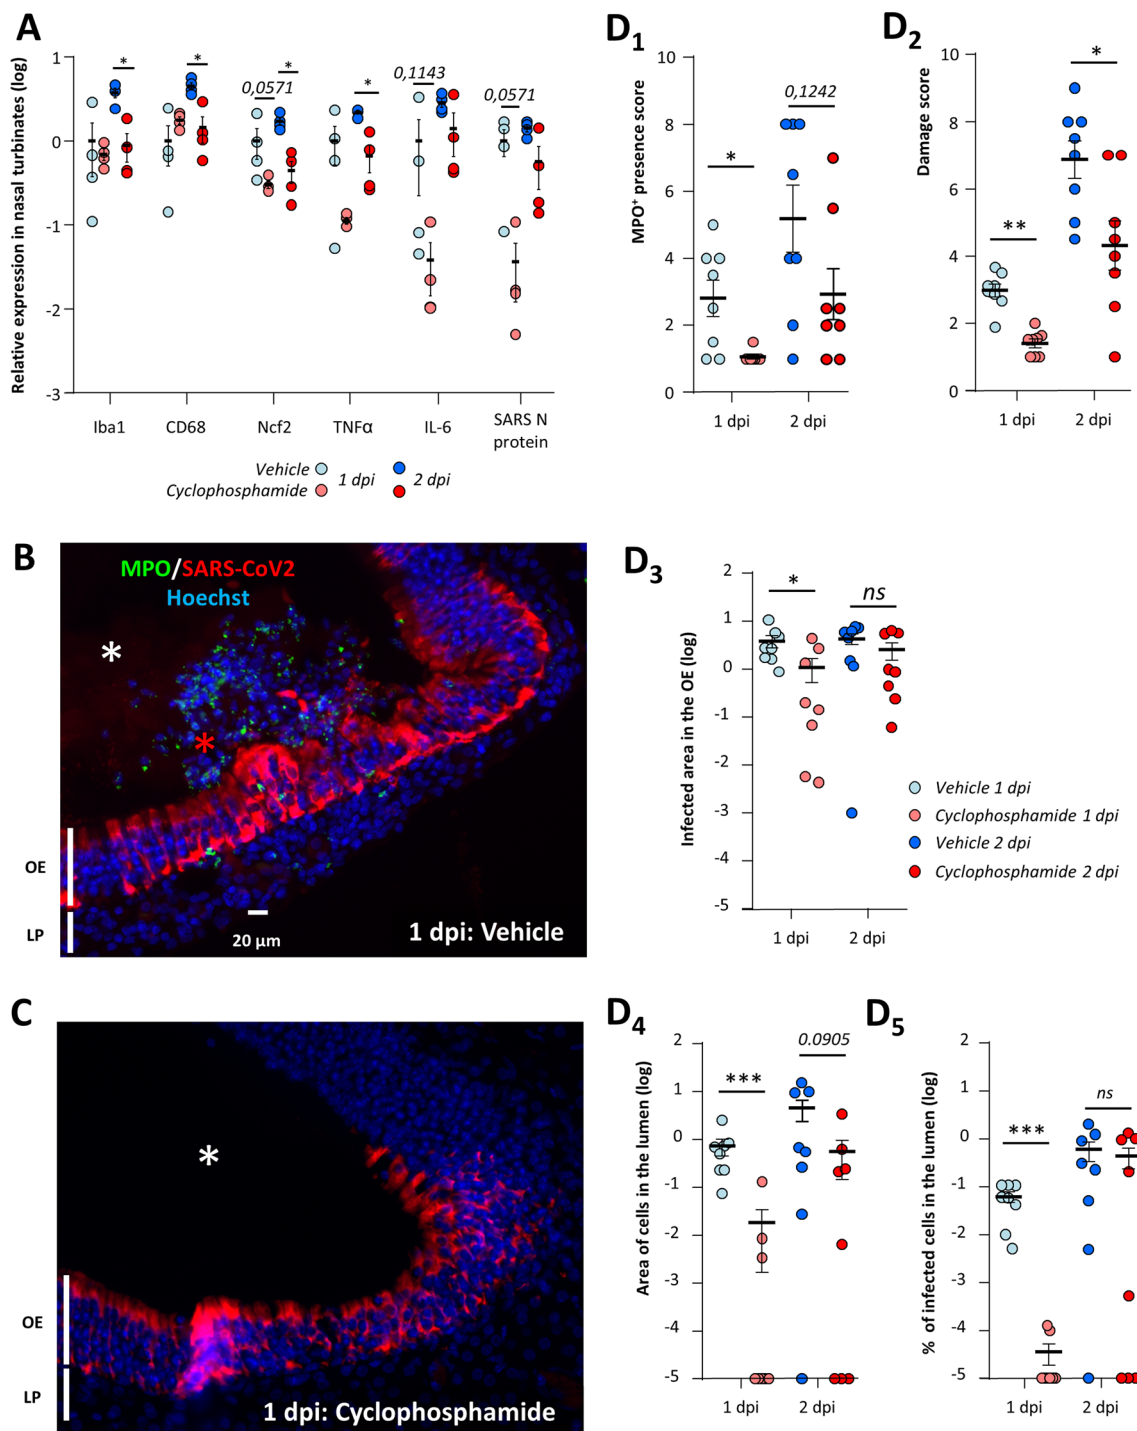 A
Relative expression in nasal turbinates (log)
1
0
-1
-2
-3
*
*
0,0571
*
*
0,1143
0,0571
Iba1
CD68
Ncf2
TNFα
IL-6
SARS N
protein
Vehicle
Cyclophosphamide
1 dpi
2 dpi
D1
MPO+ presence score
10
8
6
4
2
0
*
0,1242
1 dpi
2 dpi
D2
Damage score
10
8
6
4
2
0
**
*
1 dpi
2 dpi
B
MPO/SARS-CoV2
Hoechst
*
*
OE
LP
20 µm
1 dpi: Vehicle
D3
Infected area in the OE (log)
2
1
0
-1
-2
-3
-4
-5
*
ns
1 dpi
2 dpi
Vehicle 1 dpi
Cyclophosphamide 1 dpi
Vehicle 2 dpi
Cyclophosphamide 2 dpi
C
*
OE
LP
1 dpi: Cyclophosphamide
D4
Area of cells in the lumen (log)
2
1
0
-1
-2
-3
-4
-5
***
0.0905
1 dpi
2 dpi
D5
% of infected cells in the lumen (log)
2
1
0
-1
-2
-3
-4
-5
***
ns
1 dpi
2 dpi